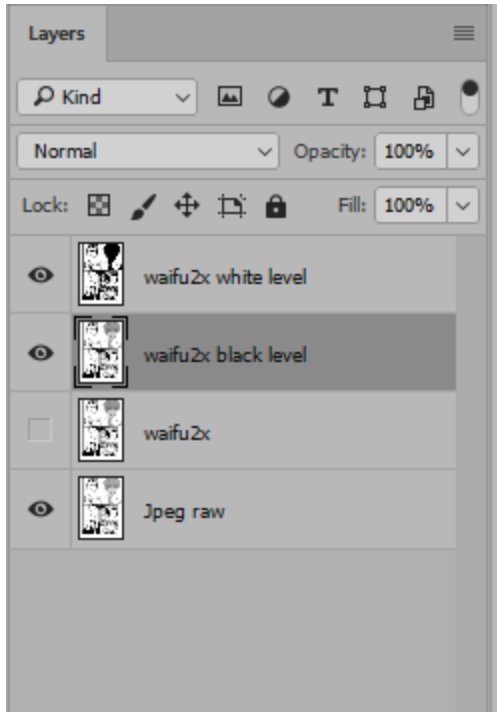 Layers
Kind
Normal Opacity: 100%
Lock: Fill: 100%
waifu2x white level
waifu2x black level
waifu2x
Jpeg raw